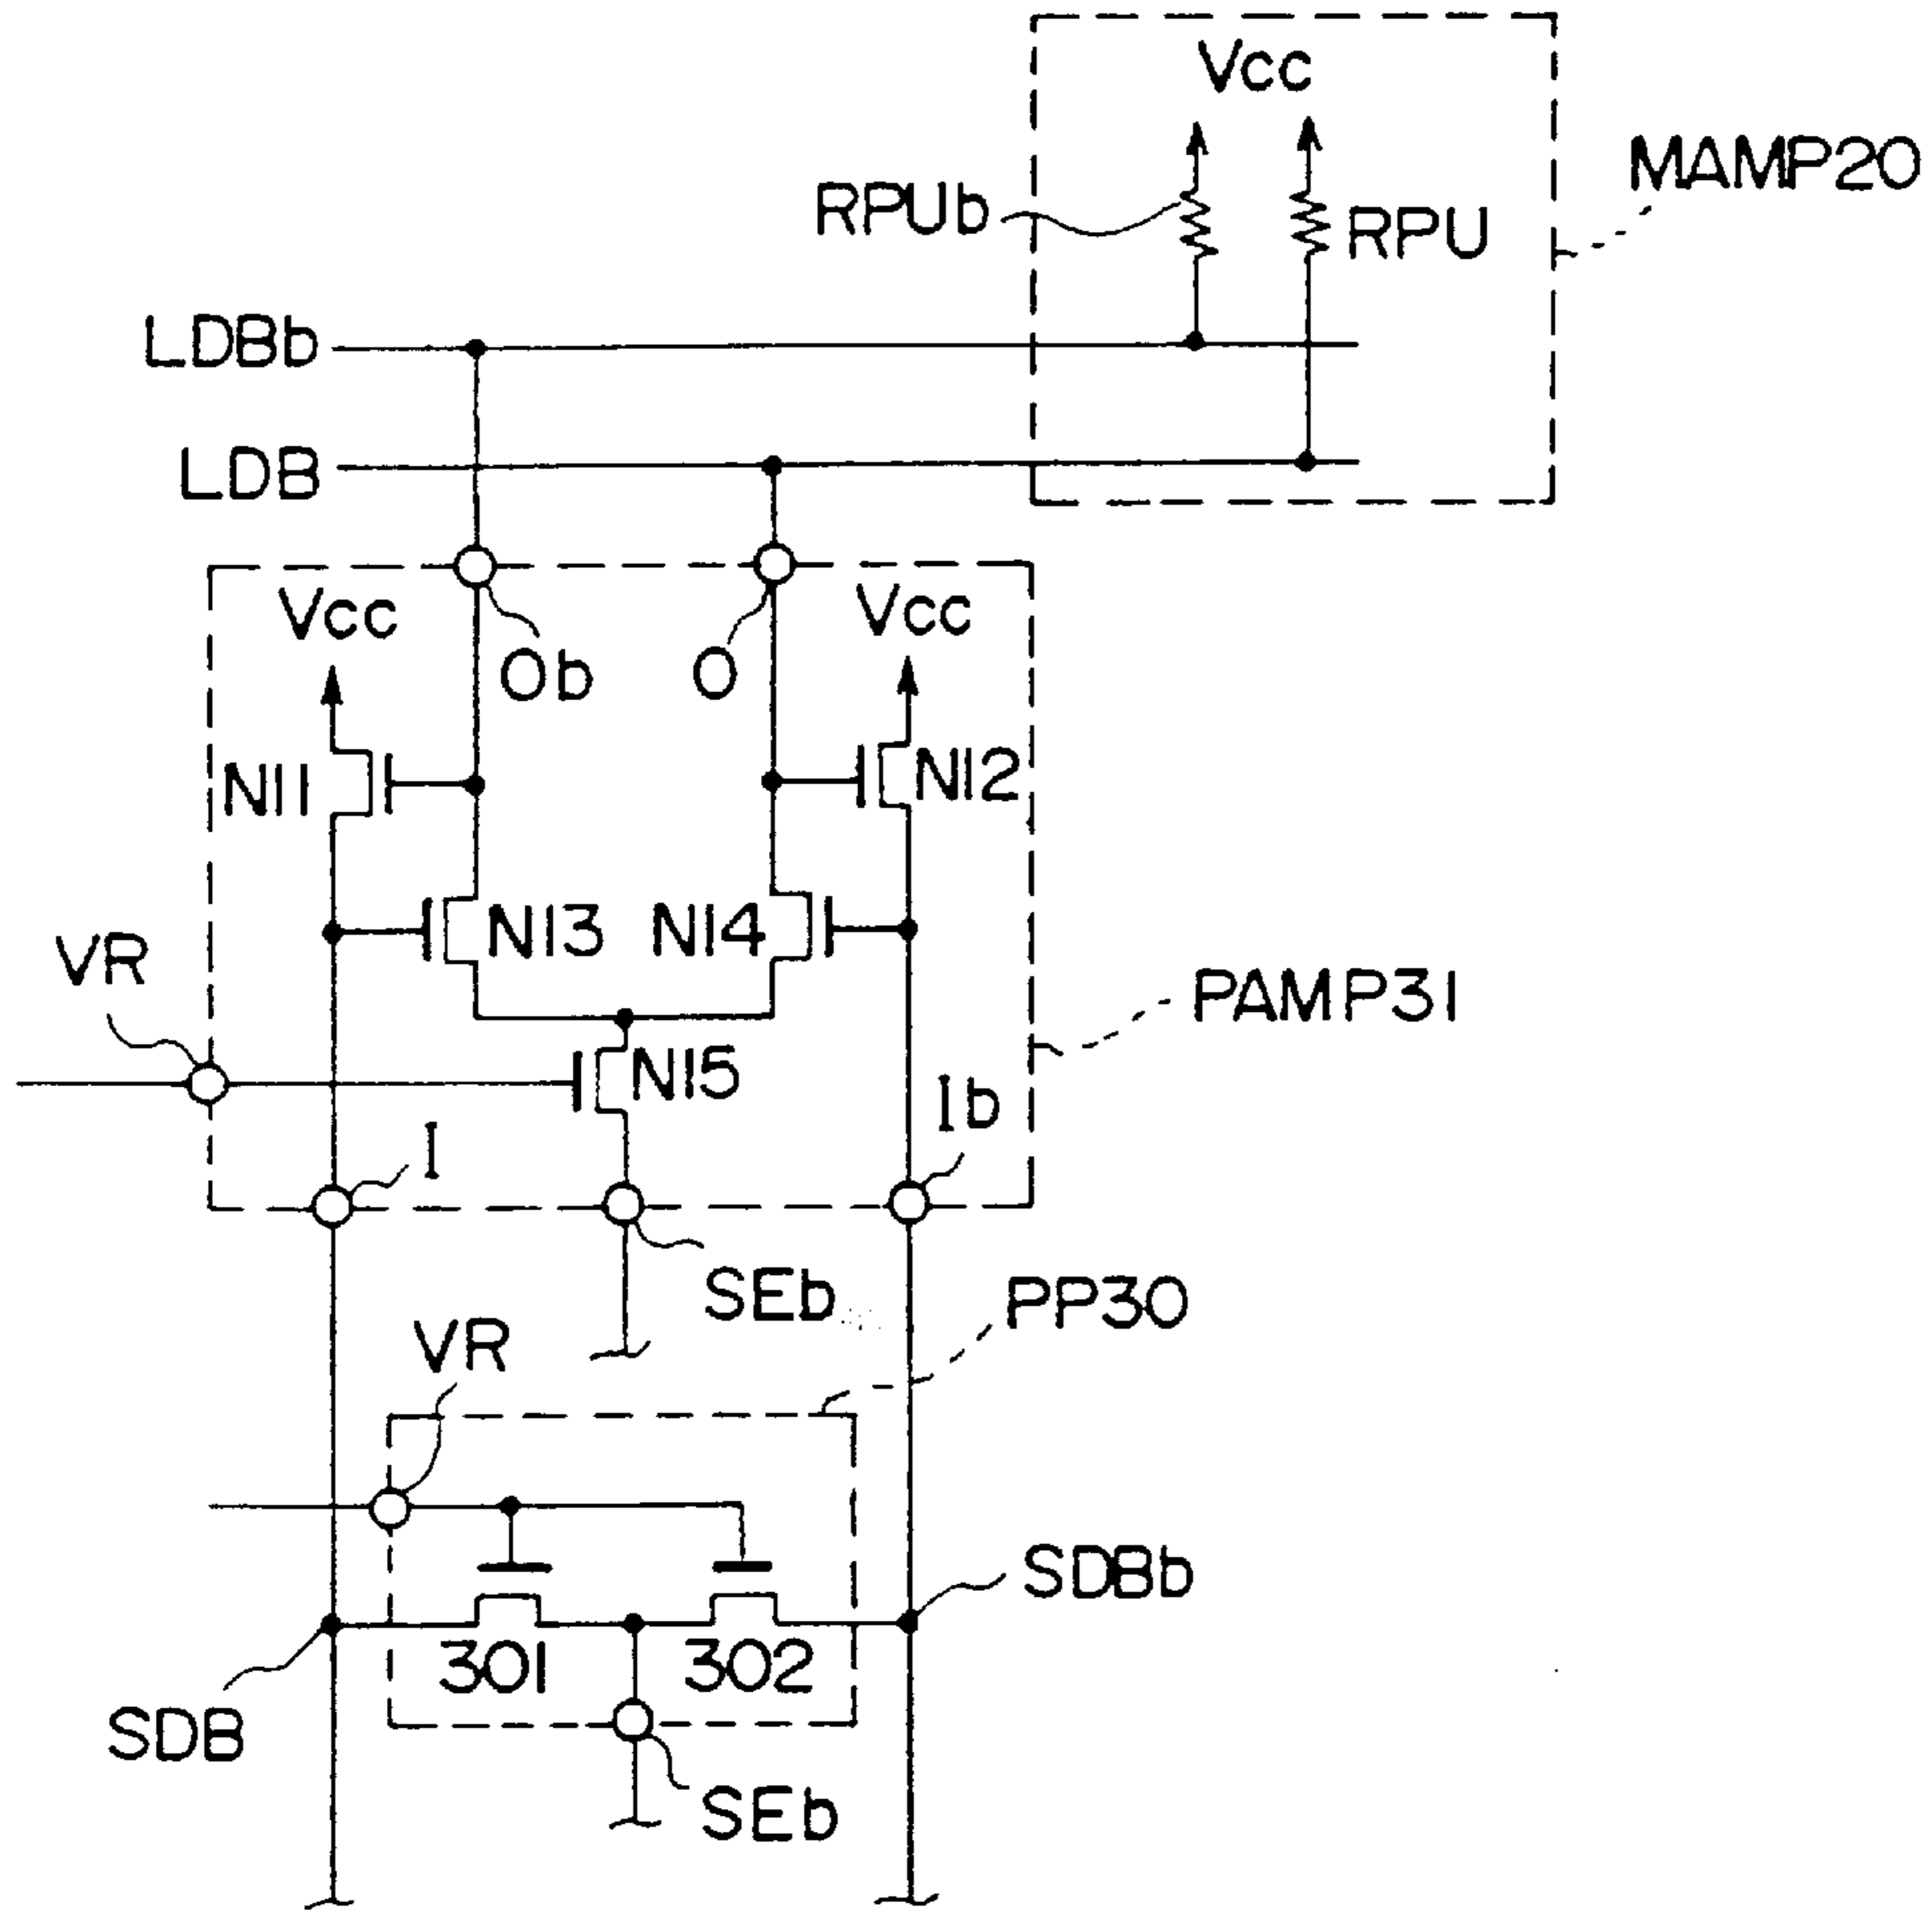 Vcc
MAMP20
RPUb
RPU
LDBb
LDB
Vcc
Vcc
Ob
O
N11
N12
N13
N14
VR
PAMP31
N15
Ib
I
SEb
PP30
VR
SDBb
301
302
SDB
SEb